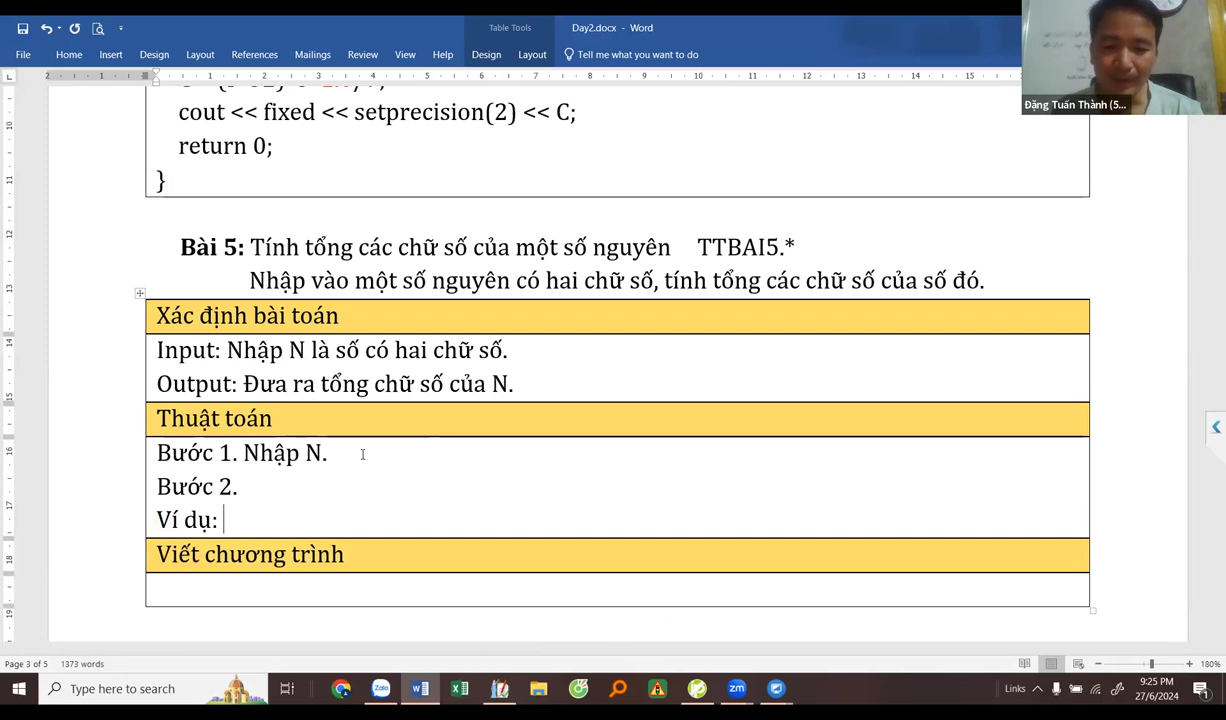 Table Tools
Day2.docx - Word
File Home Insert Design Layout References Mailings Review View Help Design Layout Tell me what you want to do
Đặng Tuấn Thành (5...
cout << fixed << setprecision(2) << C;
return 0;
}
Bài 5: Tính tổng các chữ số của một số nguyên TTBAI5.*
Nhập vào một số nguyên có hai chữ số, tính tổng các chữ số của số đó.
Xác định bài toán
Input: Nhập N là số có hai chữ số.
Output: Đưa ra tổng chữ số của N.
Thuật toán
Bước 1. Nhập N.
Bước 2.
Ví dụ:
Viết chương trình
Page 3 of 5 1373 words 180%
Type here to search Links 9:25 PM
27/6/2024